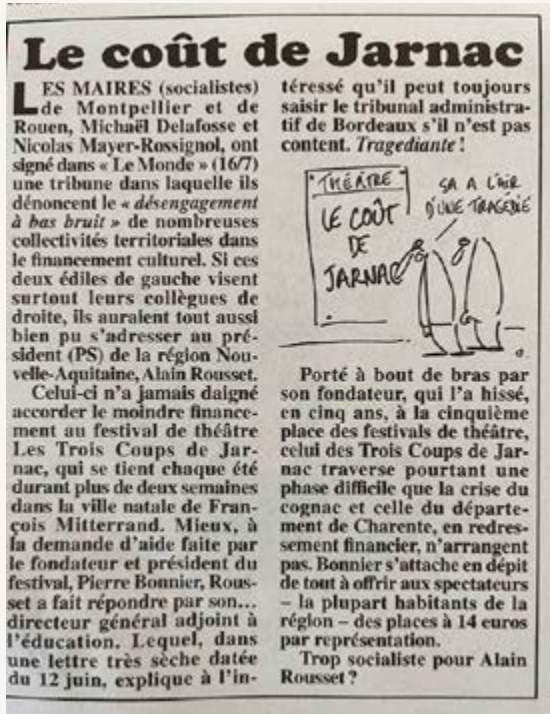 Le coût de Jarnac
LES MAIRES (socialistes)
de Montpellier et de
Rouen, Michaël Delafosse et
Nicolas Mayer-Rossignol, ont
signé dans « Le Monde » (16/7)
une tribune dans laquelle ils
dénoncent le « désengagement
à bas bruit » de nombreuses
collectivités territoriales dans
le financement culturel. Si ces
deux édiles de gauche visent
surtout leurs collègues de
droite, ils auraient tout aussi
bien pu s'adresser au pré-
sident (PS) de la région Nou-
velle-Aquitaine, Alain Rousset.
Celui-ci n'a jamais daigné
accorder le moindre finance-
ment au festival de théâtre
Les Trois Coups de Jar-
nac, qui se tient chaque été
durant plus de deux semaines
dans la ville natale de Fran-
çois Mitterrand. Mieux, à
la demande d'aide faite par
le fondateur et président du
festival, Pierre Bonnier, Rous-
set a fait répondre par son...
directeur général adjoint à
l'éducation. Lequel, dans
une lettre très sèche datée
du 12 juin, explique à l'in-
téressé qu'il peut toujours
saisir le tribunal administra-
tif de Bordeaux s'il n'est pas
content. Tragediante !
THÉÂTRE
LE COÛT
DE
JARNAC
ÇA A L'AIR
D'UNE TRAGÉDIE
Porté à bout de bras par
son fondateur, qui l'a hissé,
en cinq ans, à la cinquième
place des festivals de théâtre,
celui des Trois Coups de Jar-
nac traverse pourtant une
phase difficile que la crise du
cognac et celle du départe-
ment de Charente, en redres-
sement financier, n'arrangent
pas. Bonnier s'attache en dépit
de tout à offrir aux spectateurs
– la plupart habitants de la
région – des places à 14 euros
par représentation.
Trop socialiste pour Alain
Rousset ?